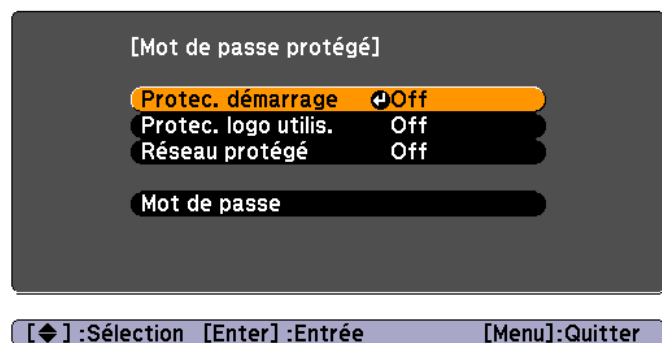 [Mot de passe protégé]
Protec. démarrage Off
Protec. logo utilis. Off
Réseau protégé Off
Mot de passe
[◆] :Sélection [Enter] :Entrée [Menu]:Quitter